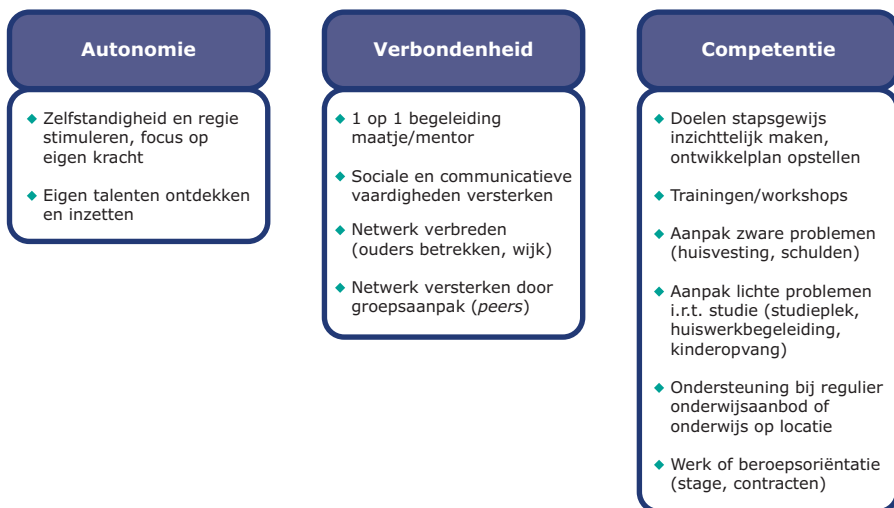 Autonomie
Zelfstandigheid en regie
stimuleren, focus op
eigen kracht
Eigen talenten ontdekken
en inzetten
Verbondenheid
1 op 1 begeleiding
maatje/mentor
Sociale en communicatieve
vaardigheden versterken
Netwerk verbreden
(ouders betrekken, wijk)
Netwerk versterken door
groepsaanpak (peers)
Competentie
Doelen stapsgewijs
inzichttelijk maken,
ontwikkelplan opstellen
Trainingen/workshops
Aanpak zware problemen
(huisvesting, schulden)
Aanpak lichte problemen
i.r.t. studie (studieplek,
huiswerkbegeleiding,
kinderopvang)
Ondersteuning bij regulier
onderwijsaanbod of
onderwijs op locatie
Werk of beroepsoriëntatie
(stage, contracten)